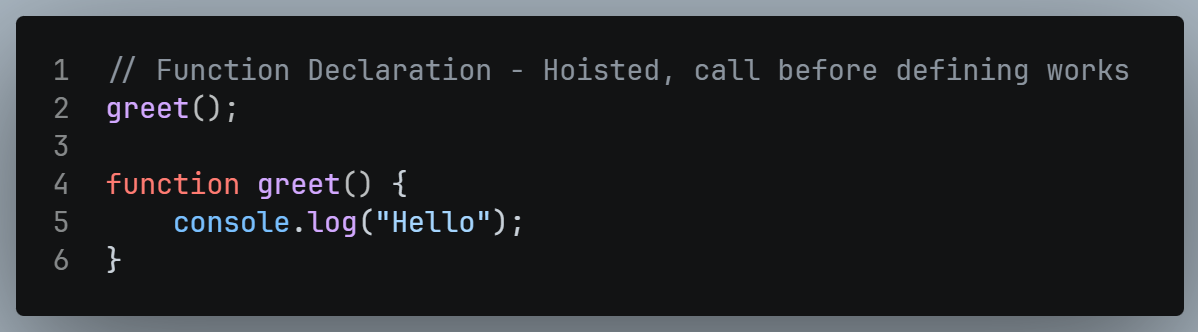 1 // Function Declaration - Hoisted, call before defining works
2 greet();
3
4 function greet() {
5     console.log("Hello");
6 }